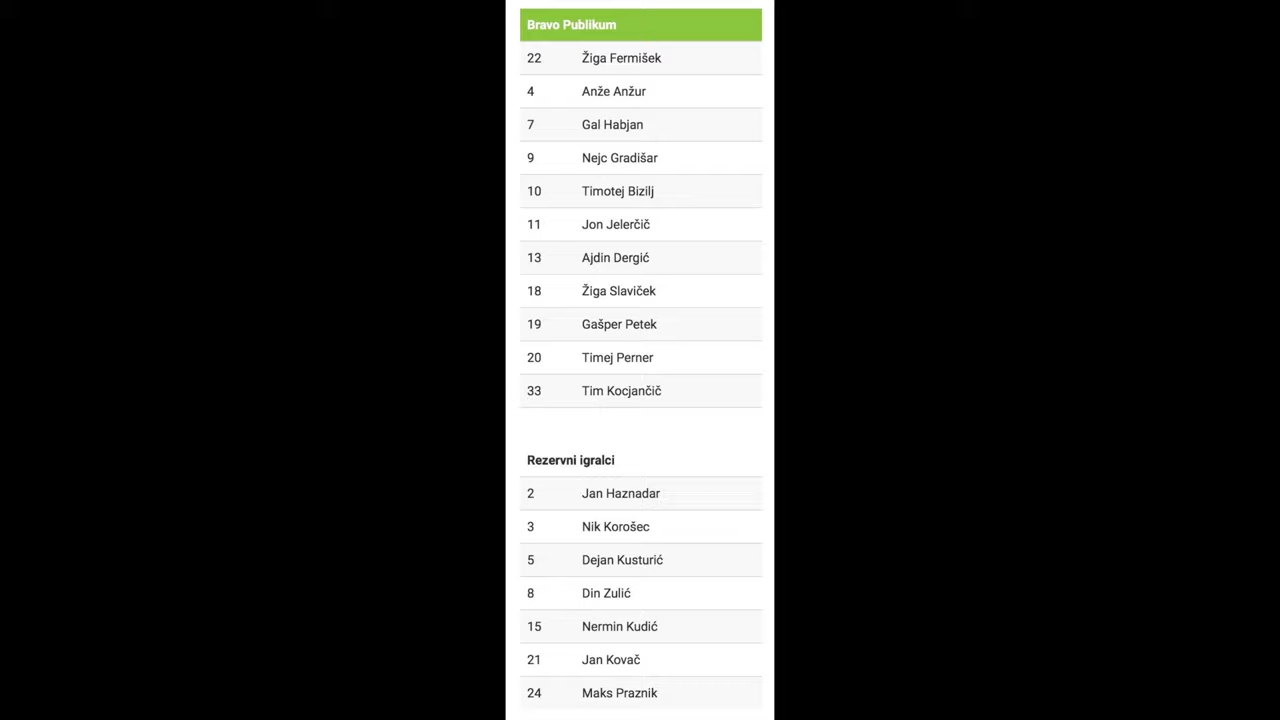 Bravo Publikum
22 Žiga Fermišek
4 Anže Anžur
7 Gal Habjan
9 Nejc Gradišar
10 Timotej Bizilj
11 Jon Jelerčič
13 Ajdin Dergić
18 Žiga Slaviček
19 Gašper Petek
20 Timej Perner
33 Tim Kocjančič
Rezervni igralci
2 Jan Haznadar
3 Nik Korošec
5 Dejan Kusturić
8 Din Zulić
15 Nermin Kudić
21 Jan Kovač
24 Maks Praznik